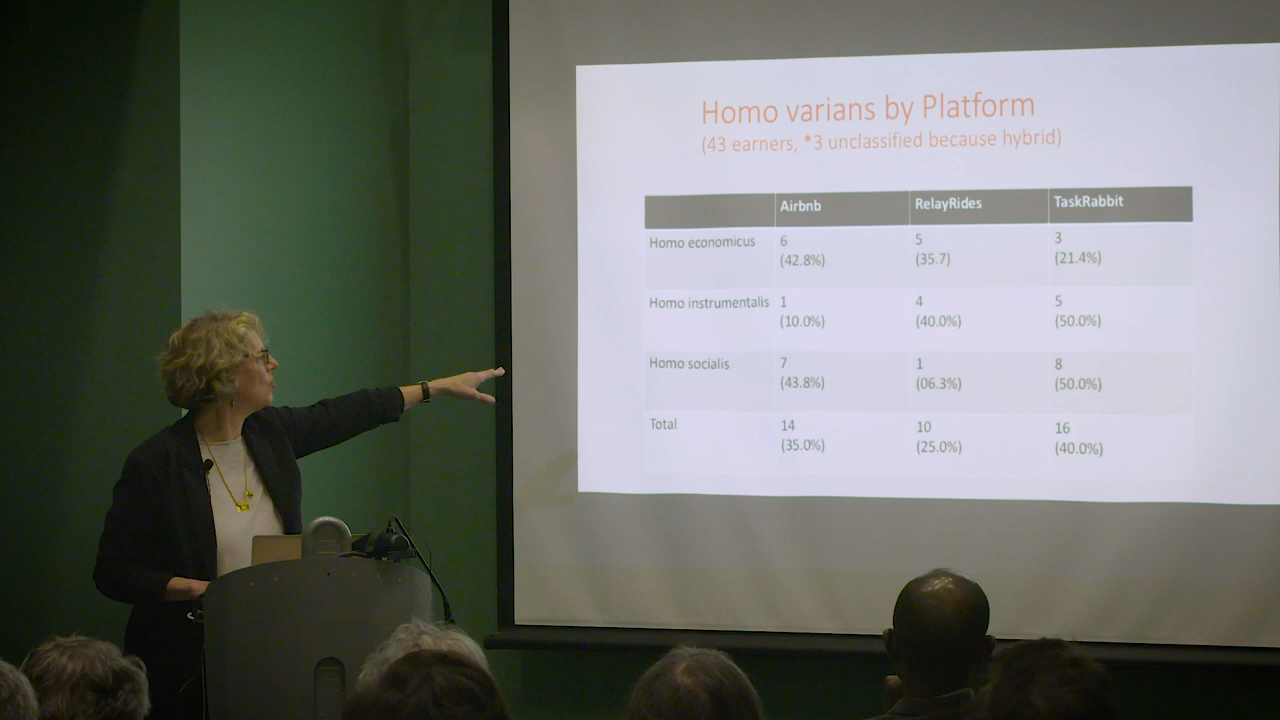 Homo varians by Platform
(43 earners, *3 unclassified because hybrid)
Airbnb RelayRides TaskRabbit
Homo economicus 6 5 3
(42.8%) (35.7) (21.4%)
Homo instrumentalis 1 4 5
(10.0%) (40.0%) (50.0%)
Homo socialis 7 1 8
(43.8%) (06.3%) (50.0%)
Total 14 10 16
(35.0%) (25.0%) (40.0%)